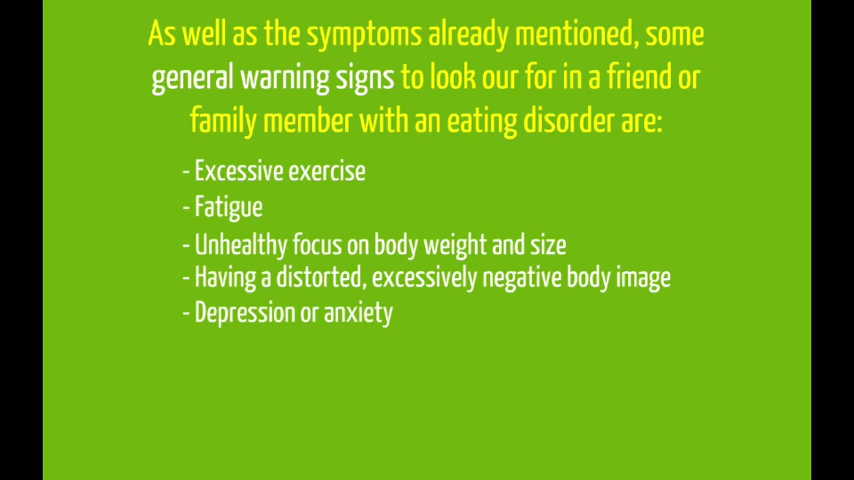 As well as the symptoms already mentioned, some
general warning signs to look our for in a friend or
family member with an eating disorder are:
- Excessive exercise
- Fatigue
- Unhealthy focus on body weight and size
- Having a distorted, excessively negative body image
- Depression or anxiety